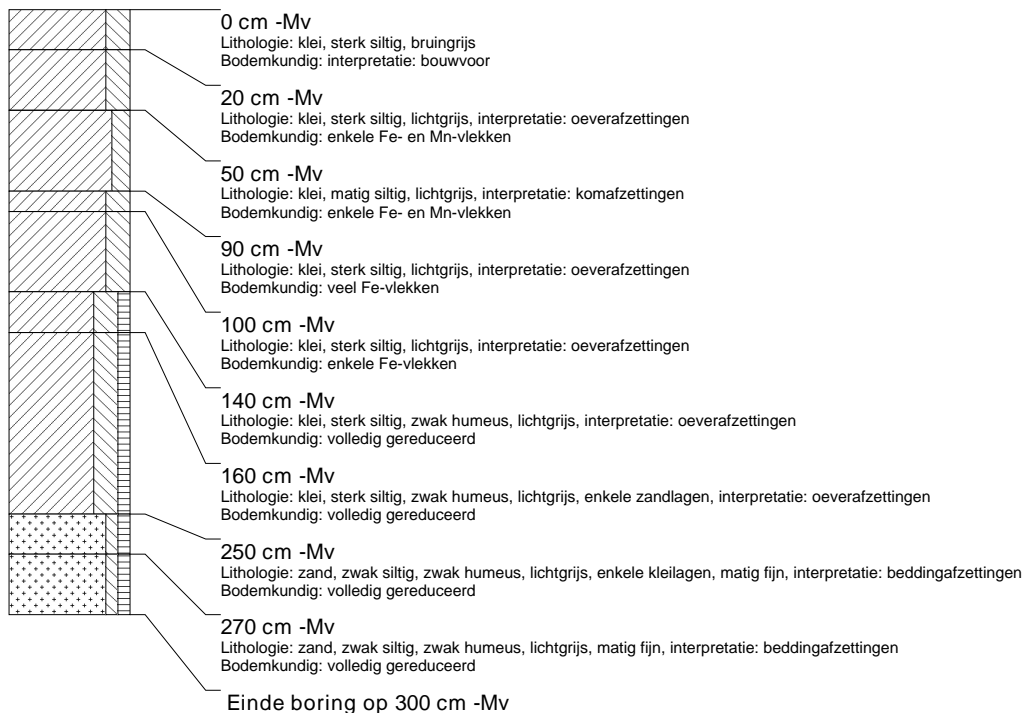 0 cm -Mv
Lithologie: klei, sterk siltig, bruingrijs
Bodemkundig: interpretatie: bouwvoor
20 cm -Mv
Lithologie: klei, sterk siltig, lichtgrijs, interpretatie: oeverafzettingen
Bodemkundig: enkele Fe- en Mn-vlekken
50 cm -Mv
Lithologie: klei, matig siltig, lichtgrijs, interpretatie: komafzettingen
Bodemkundig: enkele Fe- en Mn-vlekken
90 cm -Mv
Lithologie: klei, sterk siltig, lichtgrijs, interpretatie: oeverafzettingen
Bodemkundig: veel Fe-vlekken
100 cm -Mv
Lithologie: klei, sterk siltig, lichtgrijs, interpretatie: oeverafzettingen
Bodemkundig: enkele Fe-vlekken
140 cm -Mv
Lithologie: klei, sterk siltig, zwak humeus, lichtgrijs, interpretatie: oeverafzettingen
Bodemkundig: volledig gereduceerd
160 cm -Mv
Lithologie: klei, sterk siltig, zwak humeus, lichtgrijs, enkele zandlagen, interpretatie: oeverafzettingen
Bodemkundig: volledig gereduceerd
250 cm -Mv
Lithologie: zand, zwak siltig, zwak humeus, lichtgrijs, enkele kleilagen, matig fijn, interpretatie: beddingafzettingen
Bodemkundig: volledig gereduceerd
270 cm -Mv
Lithologie: zand, zwak siltig, zwak humeus, lichtgrijs, matig fijn, interpretatie: beddingafzettingen
Bodemkundig: volledig gereduceerd
Einde boring op 300 cm -Mv